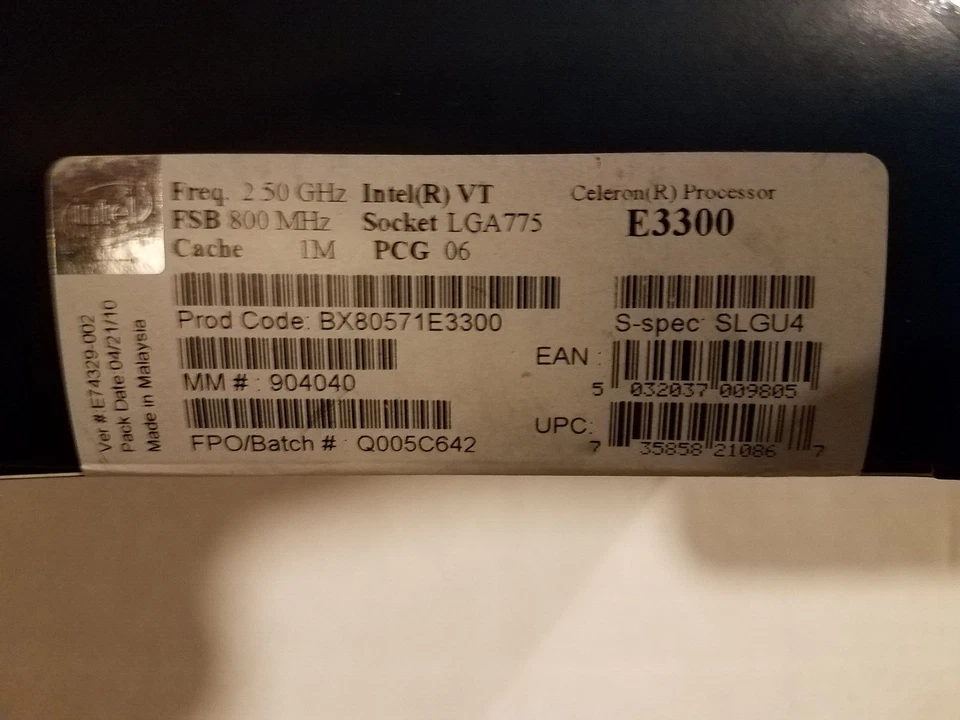 intel
Freq. 2.50 GHz Intel(R) VT
FSB 800 MHz Socket LGA775
Cache 1M PCG 06
Celeron(R) Processor
E3300
Prod Code: BX80571E3300
S-spec: SLGU4
MM # : 904040
EAN :
5 032037 009805
FPO/Batch # : Q005C642
UPC:
7 35858 21086 7
Ver # E74329-002
Pack Date 04/21/10
Made in Malaysia